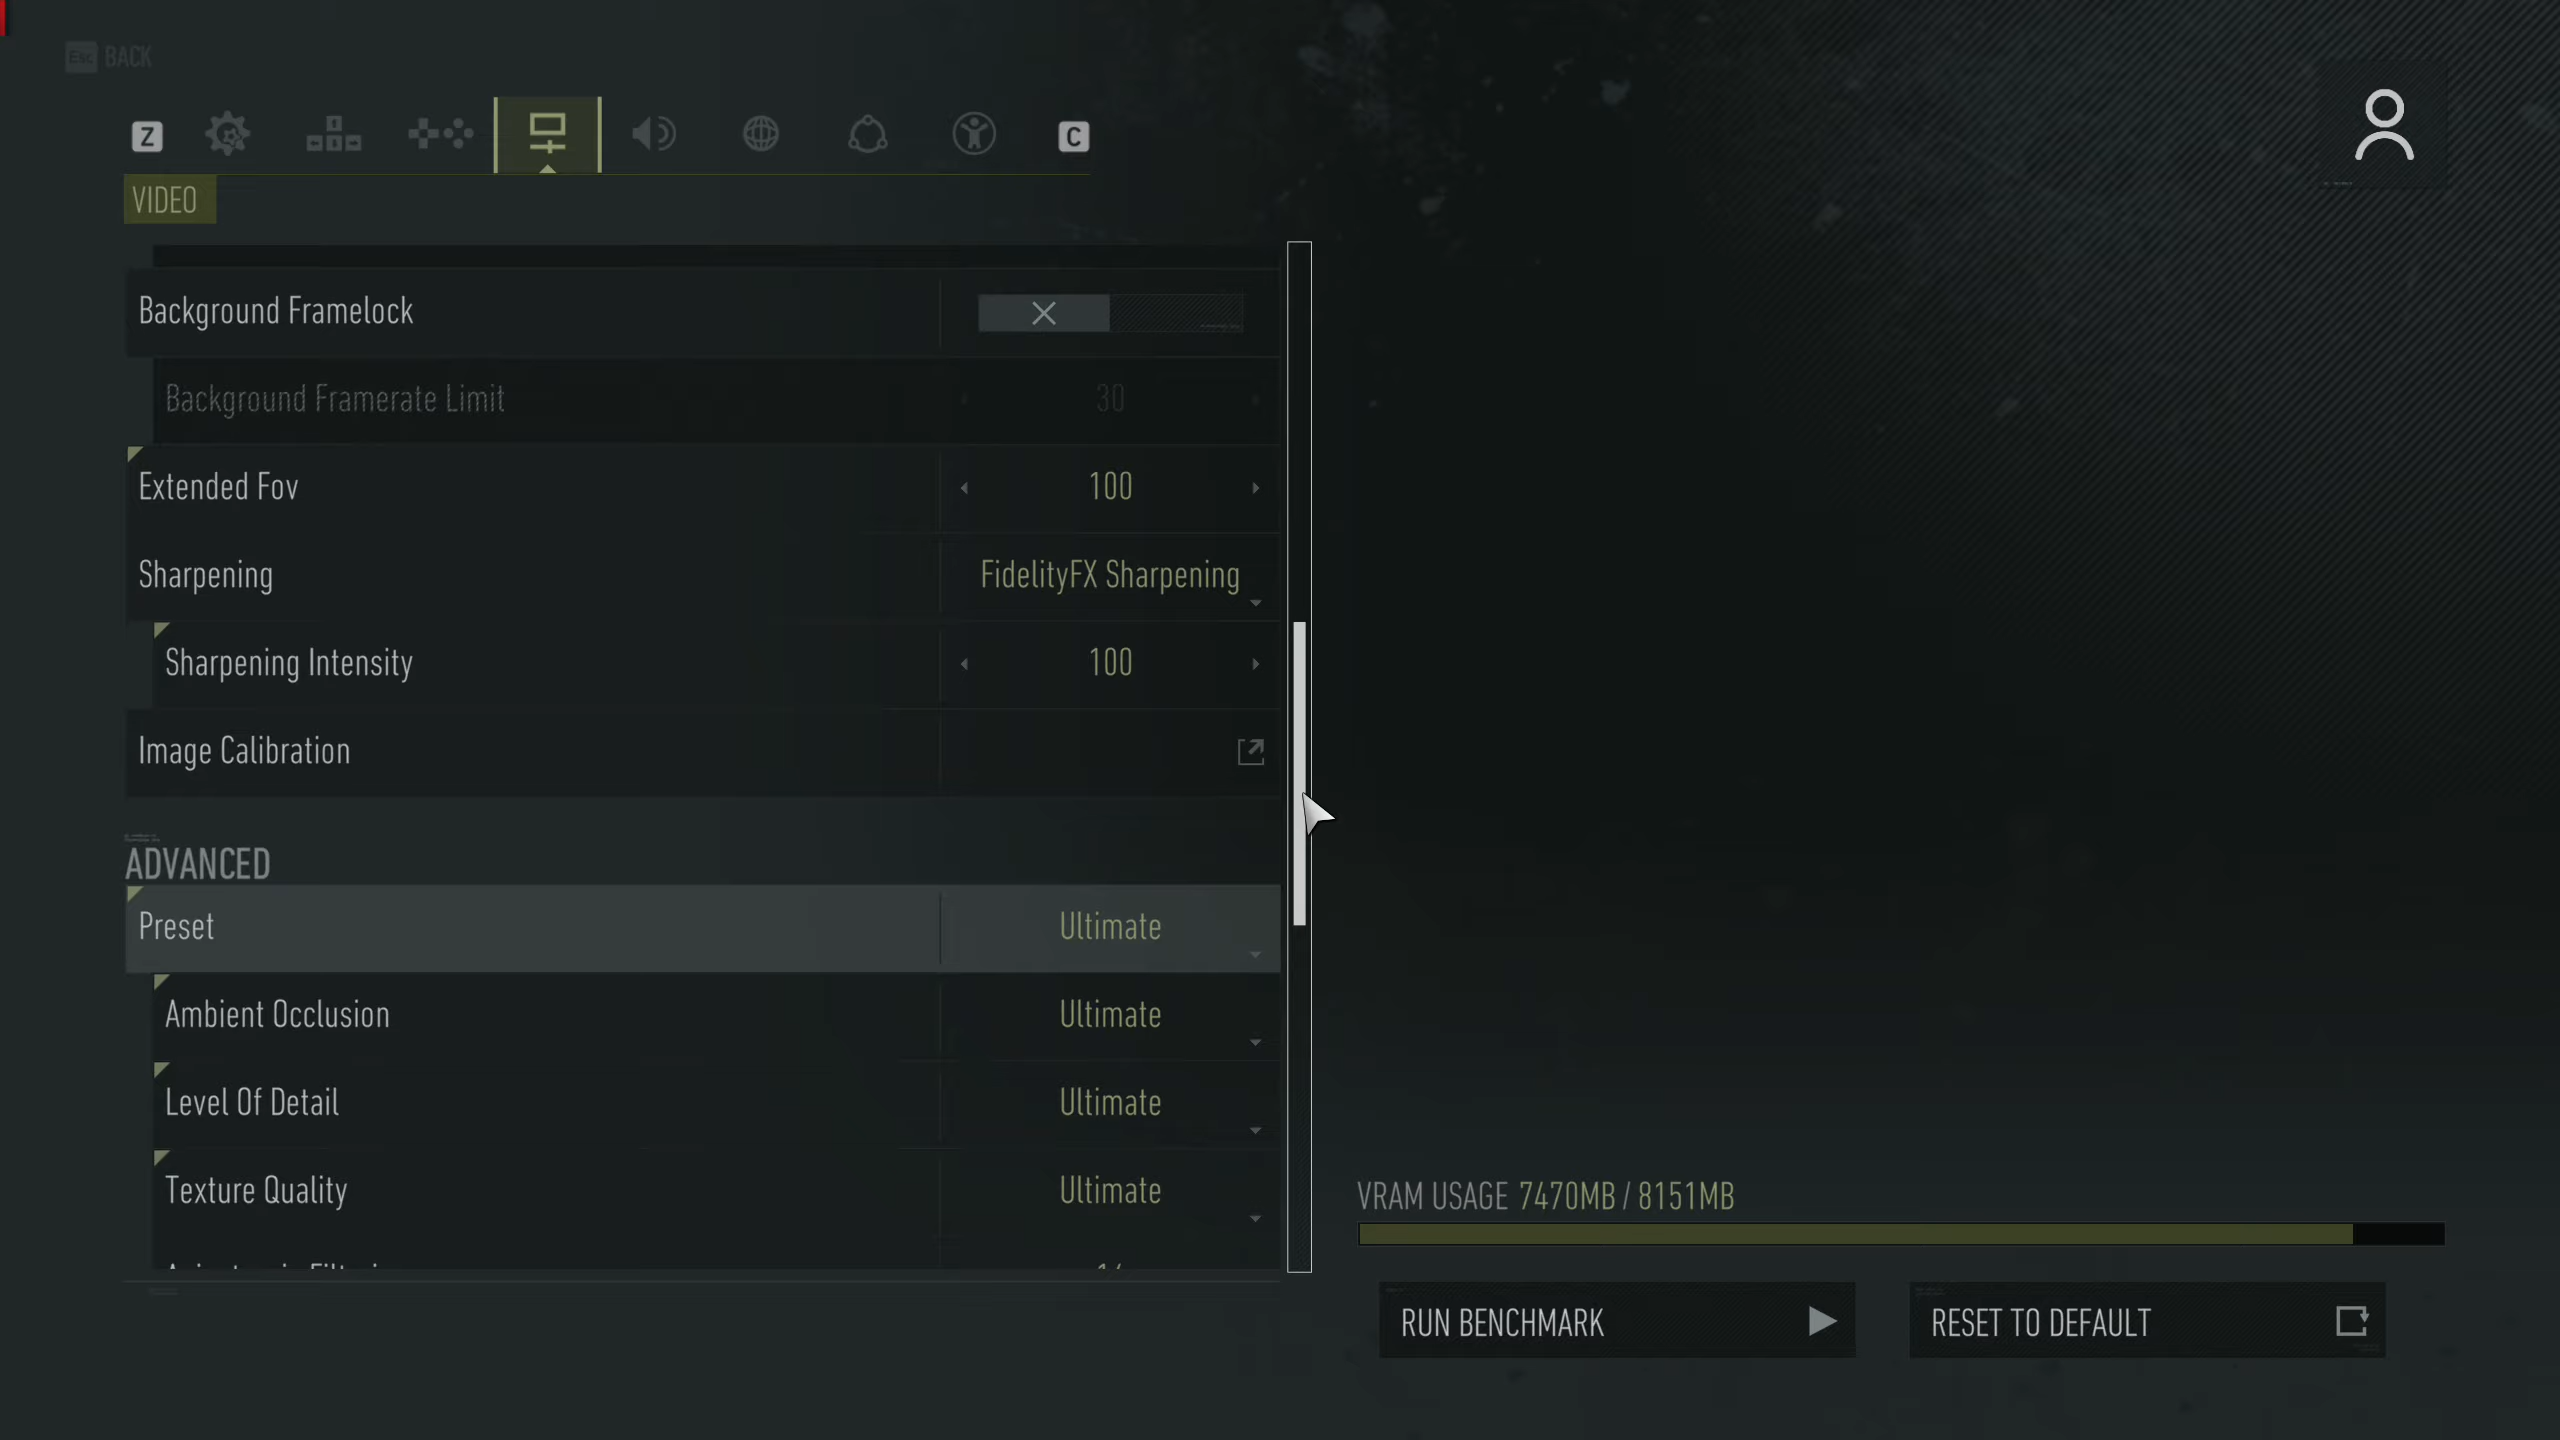 Esc BACK
Z
C
VIDEO
Background Framelock
Background Framerate Limit 30
Extended Fov 100
Sharpening FidelityFX Sharpening
Sharpening Intensity 100
Image Calibration
ADVANCED
Preset Ultimate
Ambient Occlusion Ultimate
Level Of Detail Ultimate
Texture Quality Ultimate
VRAM USAGE 7470MB / 8151MB
RUN BENCHMARK
RESET TO DEFAULT